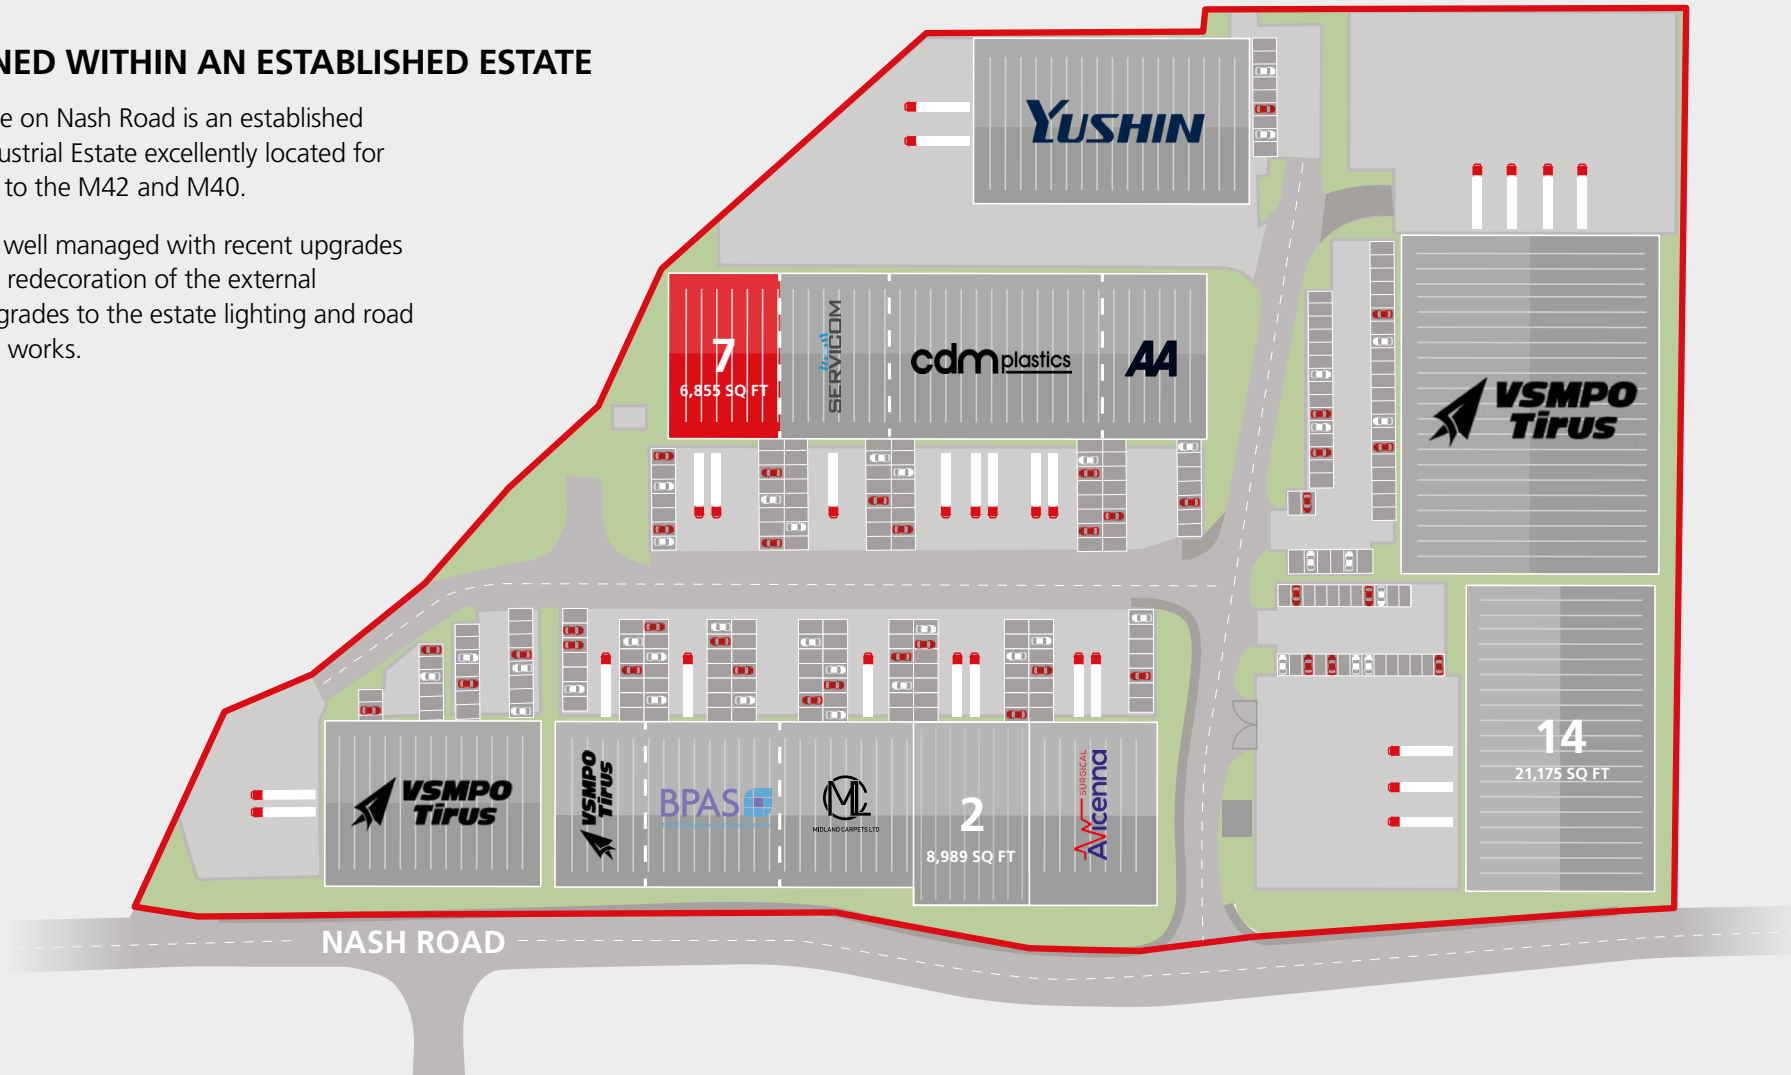 NED WITHIN AN ESTABLISHED ESTATE
e on Nash Road is an established
ustrial Estate excellently located for
to the M42 and M40.
well managed with recent upgrades
redecoration of the external
grades to the estate lighting and road
works.
YUSHIN
7
6,855 SQ FT
SERVICOM
cdm plastics
AA
VSMPO
Tirus
VSMPO
Tirus
VSMPO
Tirus
BPAS
MCL
MIDLAND CARPETS LTD
2
8,989 SQ FT
Avicenna
SURGICAL
14
21,175 SQ FT
NASH ROAD